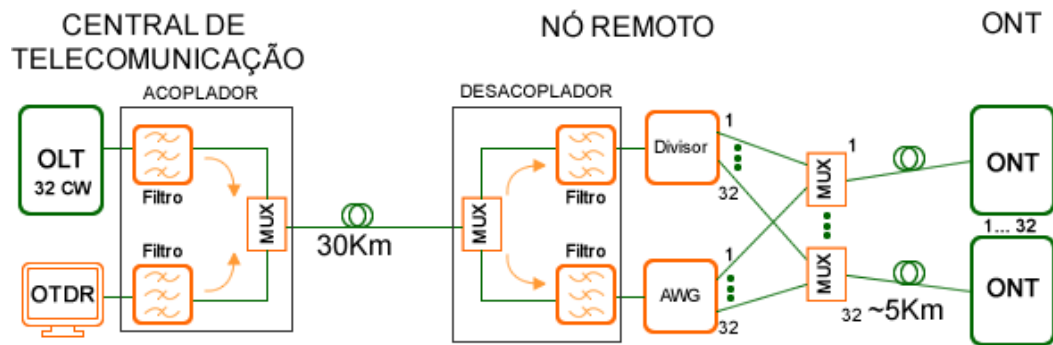 CENTRAL DE
TELECOMUNICAÇÃO
NÓ REMOTO
ONT
ACOPLADOR
DESACOPLADOR
OLT
32 CW
Filtro
MUX
Filtro
OTDR
30Km
MUX
Filtro
Filtro
Divisor
1
32
AWG
1
32
MUX
1
MUX
32 ~5Km
ONT
1... 32
ONT